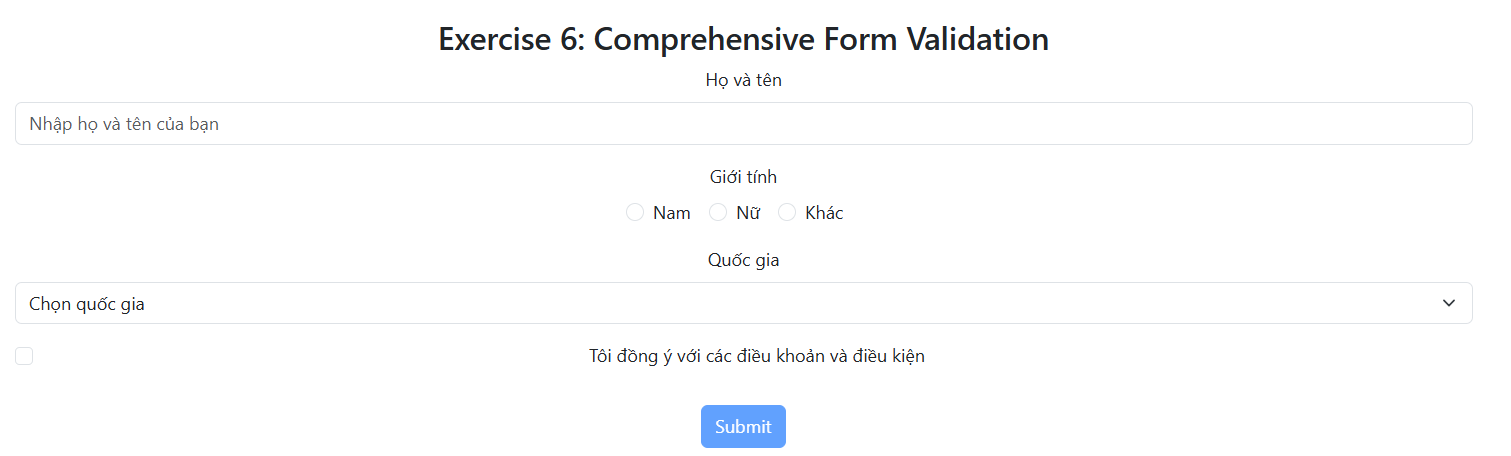 Exercise 6: Comprehensive Form Validation
Họ và tên
Nhập họ và tên của bạn
Giới tính
Nam Nữ Khác
Quốc gia
Chọn quốc gia
Tôi đồng ý với các điều khoản và điều kiện
Submit